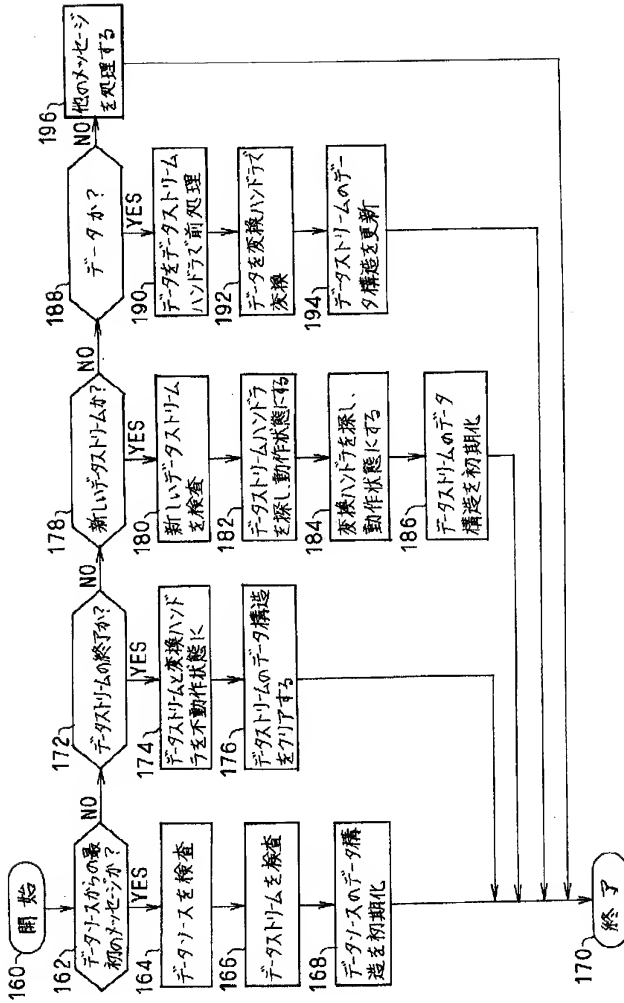 160
開始
162
データソースからの最
初のメッセージか?
NO
YES
164
データソースを検査
166
データストリームを検査
168
データソースのデータ構
造を初期化
170
終了
172
データストリームの終了か?
NO
YES
174
データストリームと変換ハンド
ラを不動作状態に
176
データストリームのデータ構造
をクリアする
178
新しいデータストリームか?
NO
YES
180
新しいデータストリーム
を検査
182
データストリームハンドラ
を探し、動作状態にする
184
変換ハンドラを探し、
動作状態にする
186
データストリームのデータ
構造を初期化
188
データか?
NO
YES
190
データをデータストリーム
ハンドラで前処理
192
データを変換ハンドラで
変換
194
データストリームのデー
タ構造を更新
196
他のメッセージ
を処理する